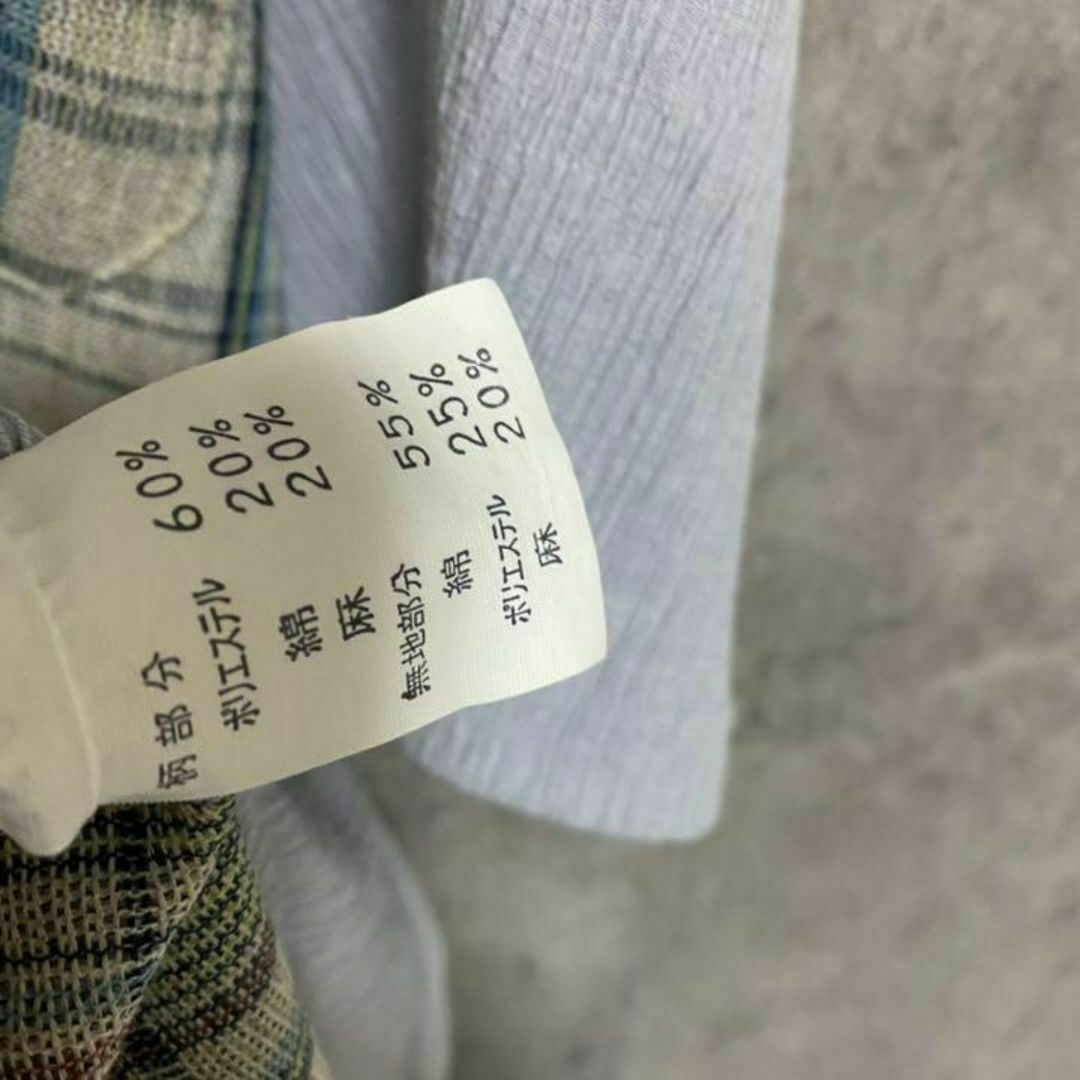 柄部分
ポリエステル 60%
綿 20%
麻 20%
無地部分
綿 55%
ポリエステル 25%
麻 20%